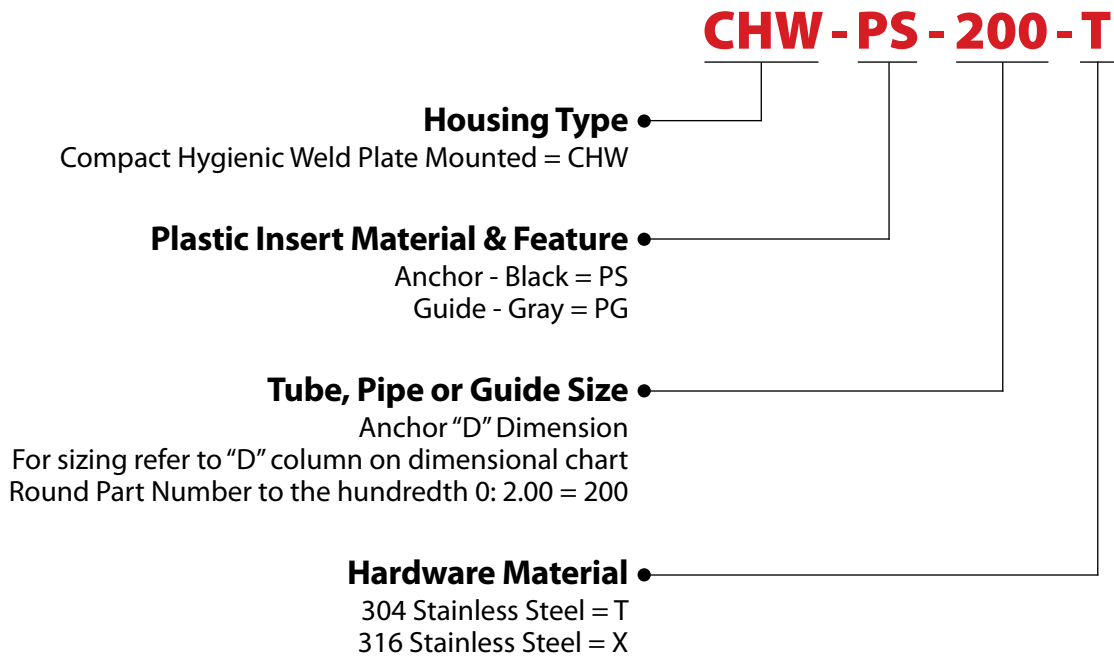 CHW - PS - 200 - T
Housing Type
Compact Hygienic Weld Plate Mounted = CHW
Plastic Insert Material & Feature
Anchor - Black = PS
Guide - Gray = PG
Tube, Pipe or Guide Size
Anchor “D” Dimension
For sizing refer to “D” column on dimensional chart
Round Part Number to the hundredth 0: 2.00 = 200
Hardware Material
304 Stainless Steel = T
316 Stainless Steel = X